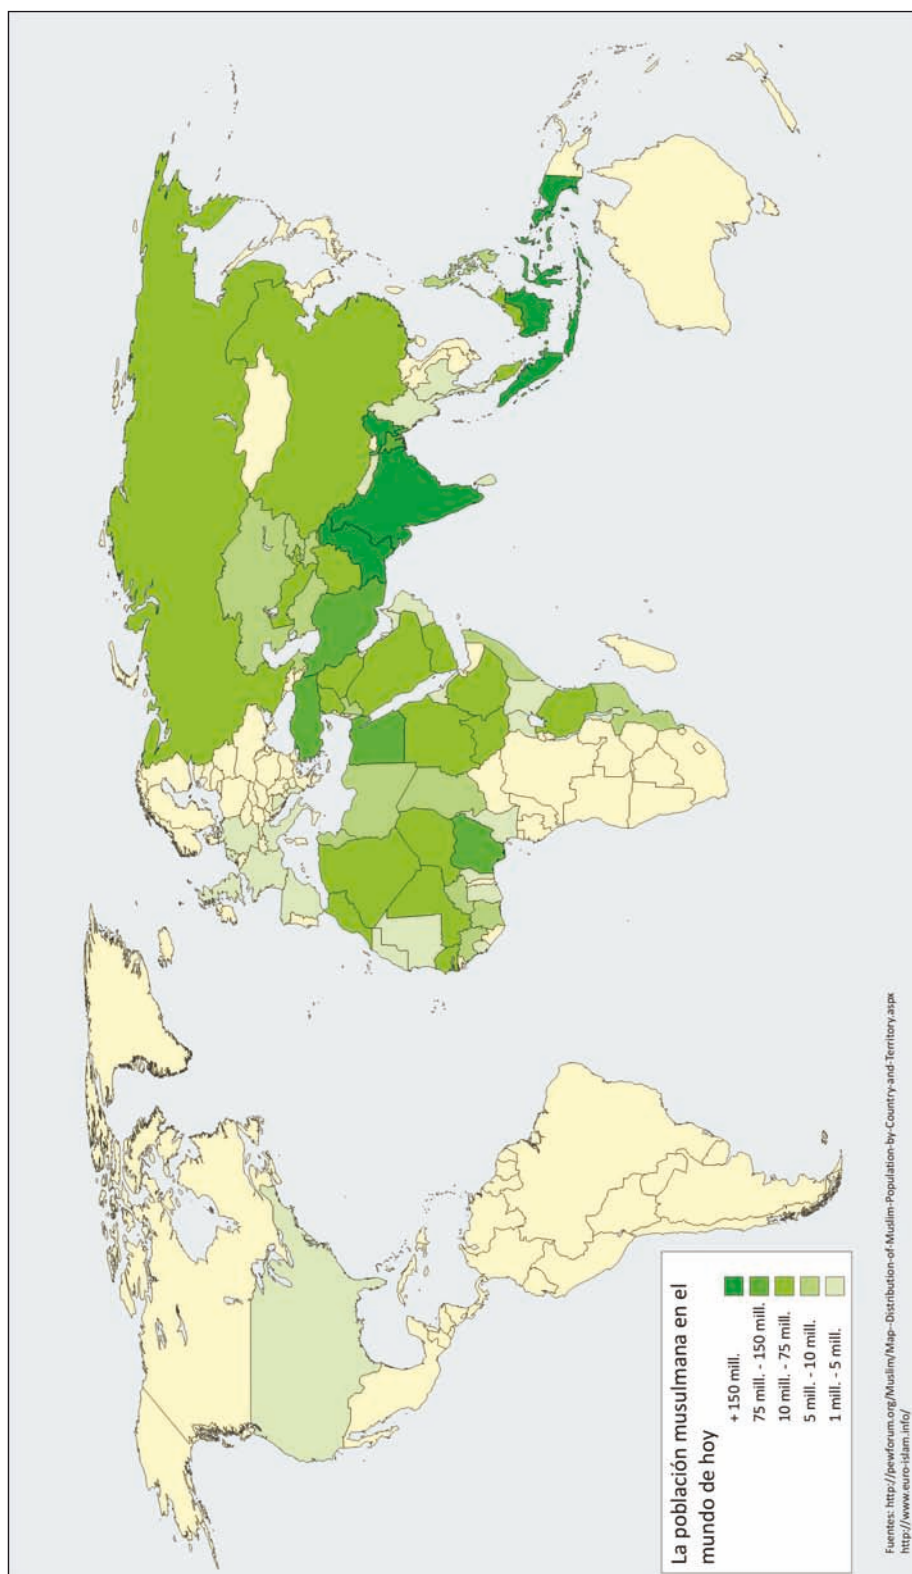 La población musulmana en el
mundo de hoy
+ 150 mill.
75 mill. - 150 mill.
10 mill. - 75 mill.
5 mill. - 10 mill.
1 mill. - 5 mill.
Fuentes: http://pewforum.org/Muslim/Map--Distribution-of-Muslim-Population-by-Country-and-Territory.aspx
http://www.euro-islam.info/